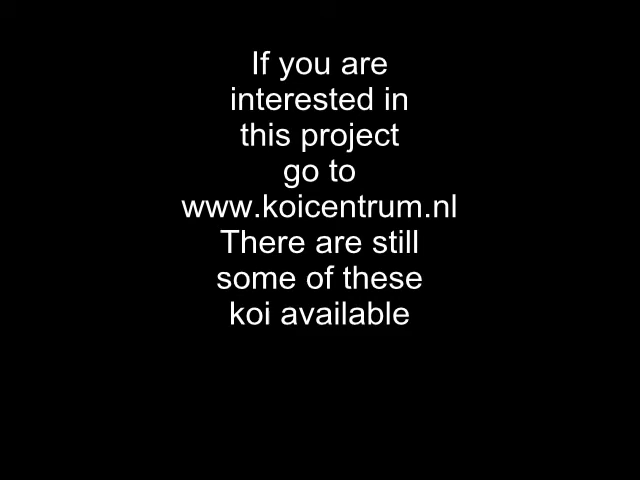 If you are
interested in
this project
go to
www.koicentrum.nl
There are still
some of these
koi available